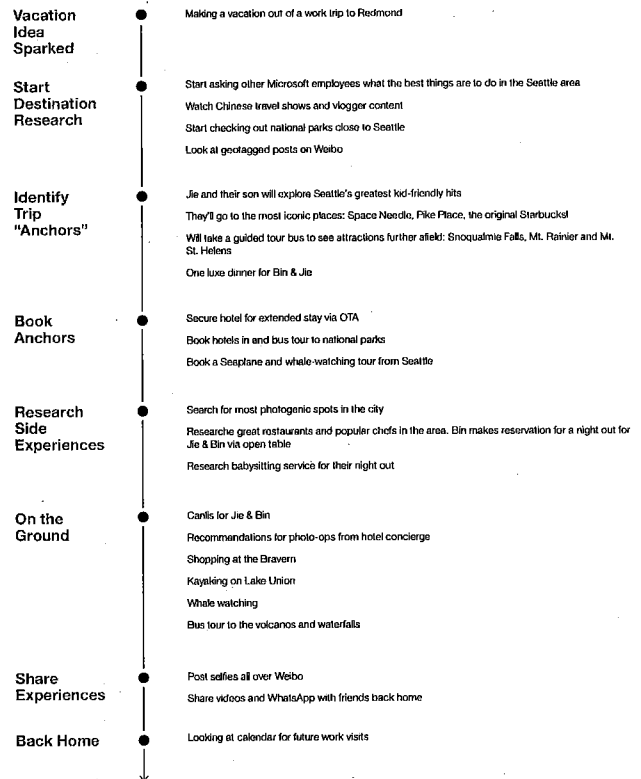 Vacation
Idea
Sparked
Making a vacation out of a work trip to Redmond
Start
Destination
Research
Start asking other Microsoft employees what the best things are to do in the Seattle area
Watch Chinese travel shows and vlogger content
Start checking out national parks close to Seattle
Look at geotagged posts on Weibo
Identify
Trip
"Anchors"
Jie and their son will explore Seattle's greatest kid-friendly hits
They'll go to the most iconic places: Space Needle, Pike Place, the original Starbucks!
Will take a guided tour bus to see attractions further afield: Snoqualmie Falls, Mt. Rainier and Mt.
St. Helens
One luxe dinner for Bin & Jie
Book
Anchors
Secure hotel for extended stay via OTA
Book hotels in and bus tour to national parks
Book a Seaplane and whale-watching tour from Seattle
Research
Side
Experiences
Search for most photogenic spots in the city
Researche great restaurants and popular chefs in the area. Bin makes reservation for a night out for
Jie & Bin via open table
Research babysitting service for their night out
On the
Ground
Canlis for Jie & Bin
Recommendations for photo-ops from hotel concierge
Shopping at the Bravern
Kayaking on Lake Union
Whale watching
Bus tour to the volcanos and waterfalls
Share
Experiences
Post selfies all over Weibo
Share videos and WhatsApp with friends back home
Back Home
Looking at calendar for future work visits